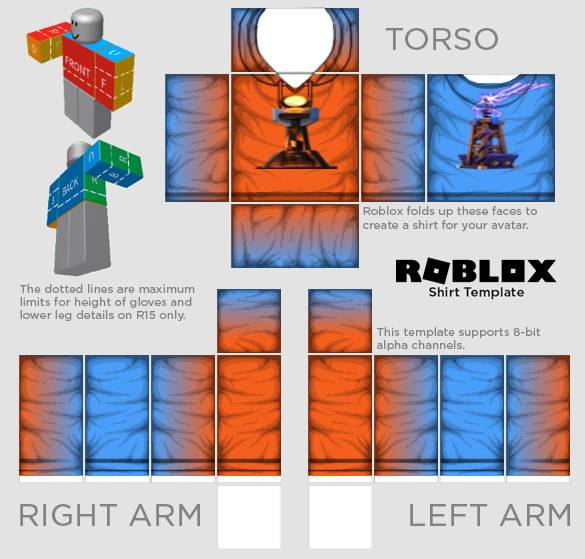 TORSO
FRONT
F
L
R
D
U
BACK
U
R
B
R
B
Roblox folds up these faces to
create a shirt for your avatar.
ROBLOX
Shirt Template
The dotted lines are maximum
limits for height of gloves and
lower leg details on R15 only.
This template supports 8-bit
alpha channels.
RIGHT ARM
LEFT ARM